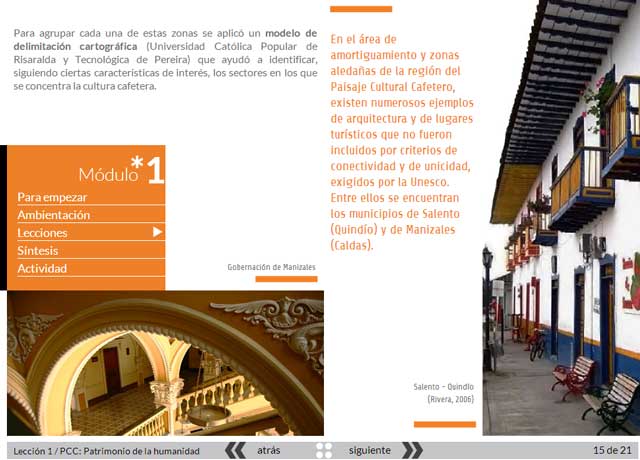 Para agrupar cada una de estas zonas se aplicó un modelo de
delimitación cartográfica (Universidad Católica Popular de
Risaralda y Tecnológica de Pereira) que ayudó a identificar,
siguiendo ciertas características de interés, los sectores en los que
se concentra la cultura cafetera.
En el área de
amortiguamiento y zonas
aledañas de la región del
Paisaje Cultural Cafetero,
existen numerosos ejemplos
de arquitectura y de lugares
turísticos que no fueron
incluidos por criterios de
conectividad y de unicidad,
exigidos por la Unesco.
Entre ellos se encuentran
los municipios de Salento
(Quindío) y de Manizales
(Caldas).
Módulo *1
Para empezar
Ambientación
Lecciones
Síntesis
Actividad
Gobernación de Manizales
Salento - Quindío
(Rivera, 2006)
Lección 1 / PCC: Patrimonio de la humanidad
atrás
siguiente
15 de 21